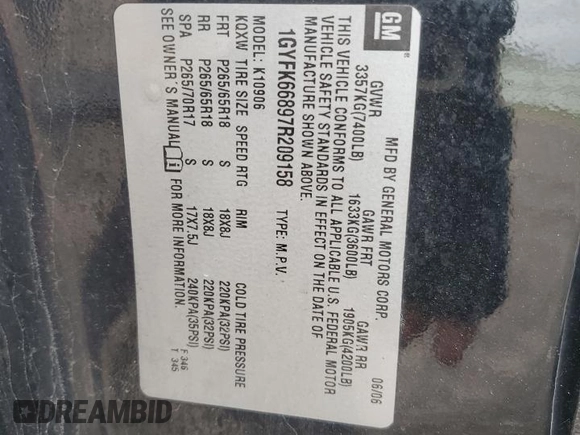 GM
MFD BY GENERAL MOTORS CORP. 06/06
GVWR GAWR FRT GAWR RR
3357KG(7400LB) 1633KG(3600LB) 1905KG(4200LB)
THIS VEHICLE CONFORMS TO ALL APPLICABLE U.S. FEDERAL MOTOR
VEHICLE SAFETY STANDARDS IN EFFECT ON THE DATE OF
MANUFACTURE SHOWN ABOVE.
1GYFK66897R209158 TYPE: M.P.V.
MODEL: K10906
KOXW TIRE SIZE SPEED RTG RIM COLD TIRE PRESSURE
FRT P265/65R18 S 18X8J 220KPA(32PSI)
RR P265/65R18 S 18X8J 220KPA(32PSI)
SPA P265/70R17 S 17X7.5J 240KPA(35PSI)
SEE OWNER'S MANUAL FOR MORE INFORMATION.
F 346
T 345
DREAMBID